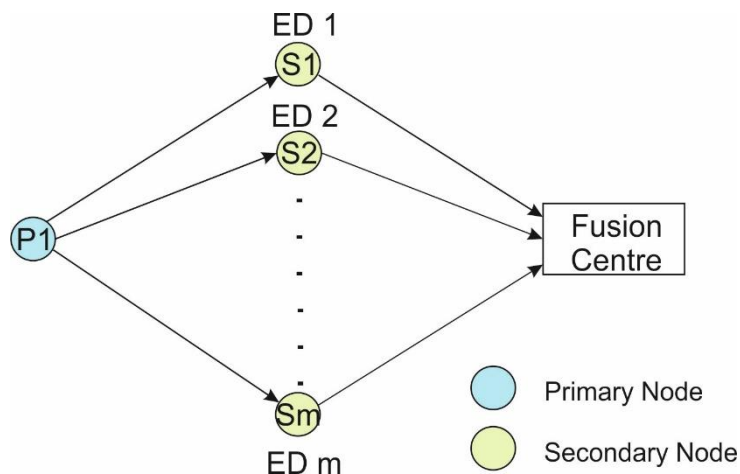 ED 1
S1
ED 2
S2
P1
Fusion
Centre
Sm
ED m
Primary Node
Secondary Node